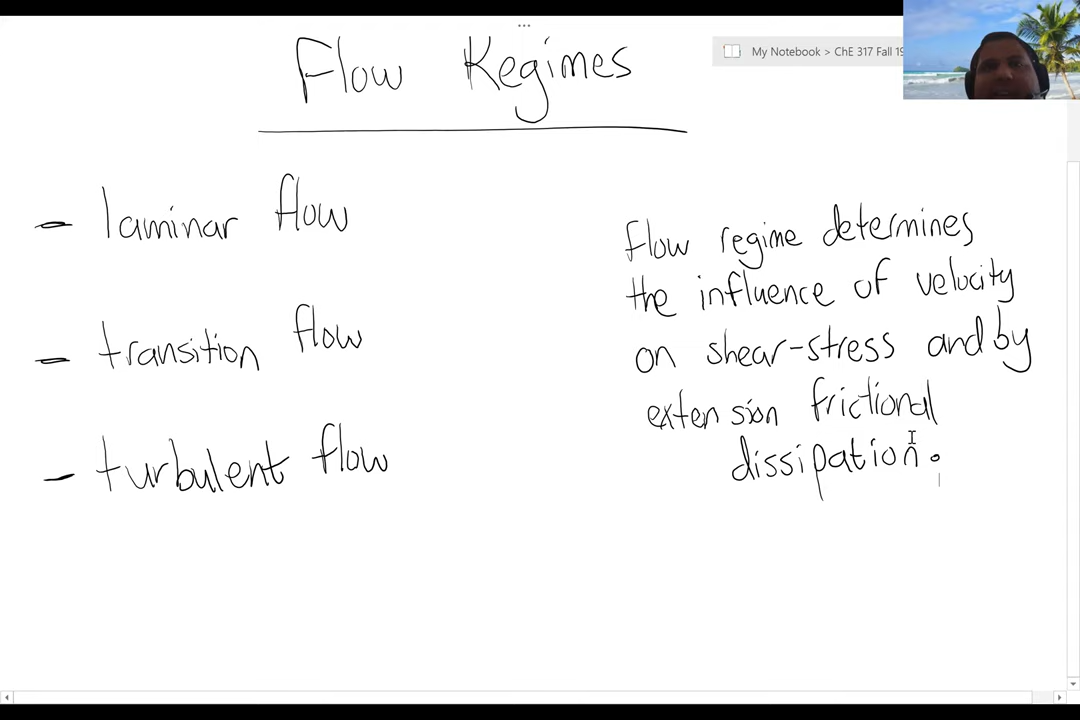 Flow Regimes
My Notebook > ChE 317 Fall 19
- laminar flow
- transition flow
- turbulent flow
flow regime determines
the influence of velocity
on shear-stress and by
extension frictional
dissipation.